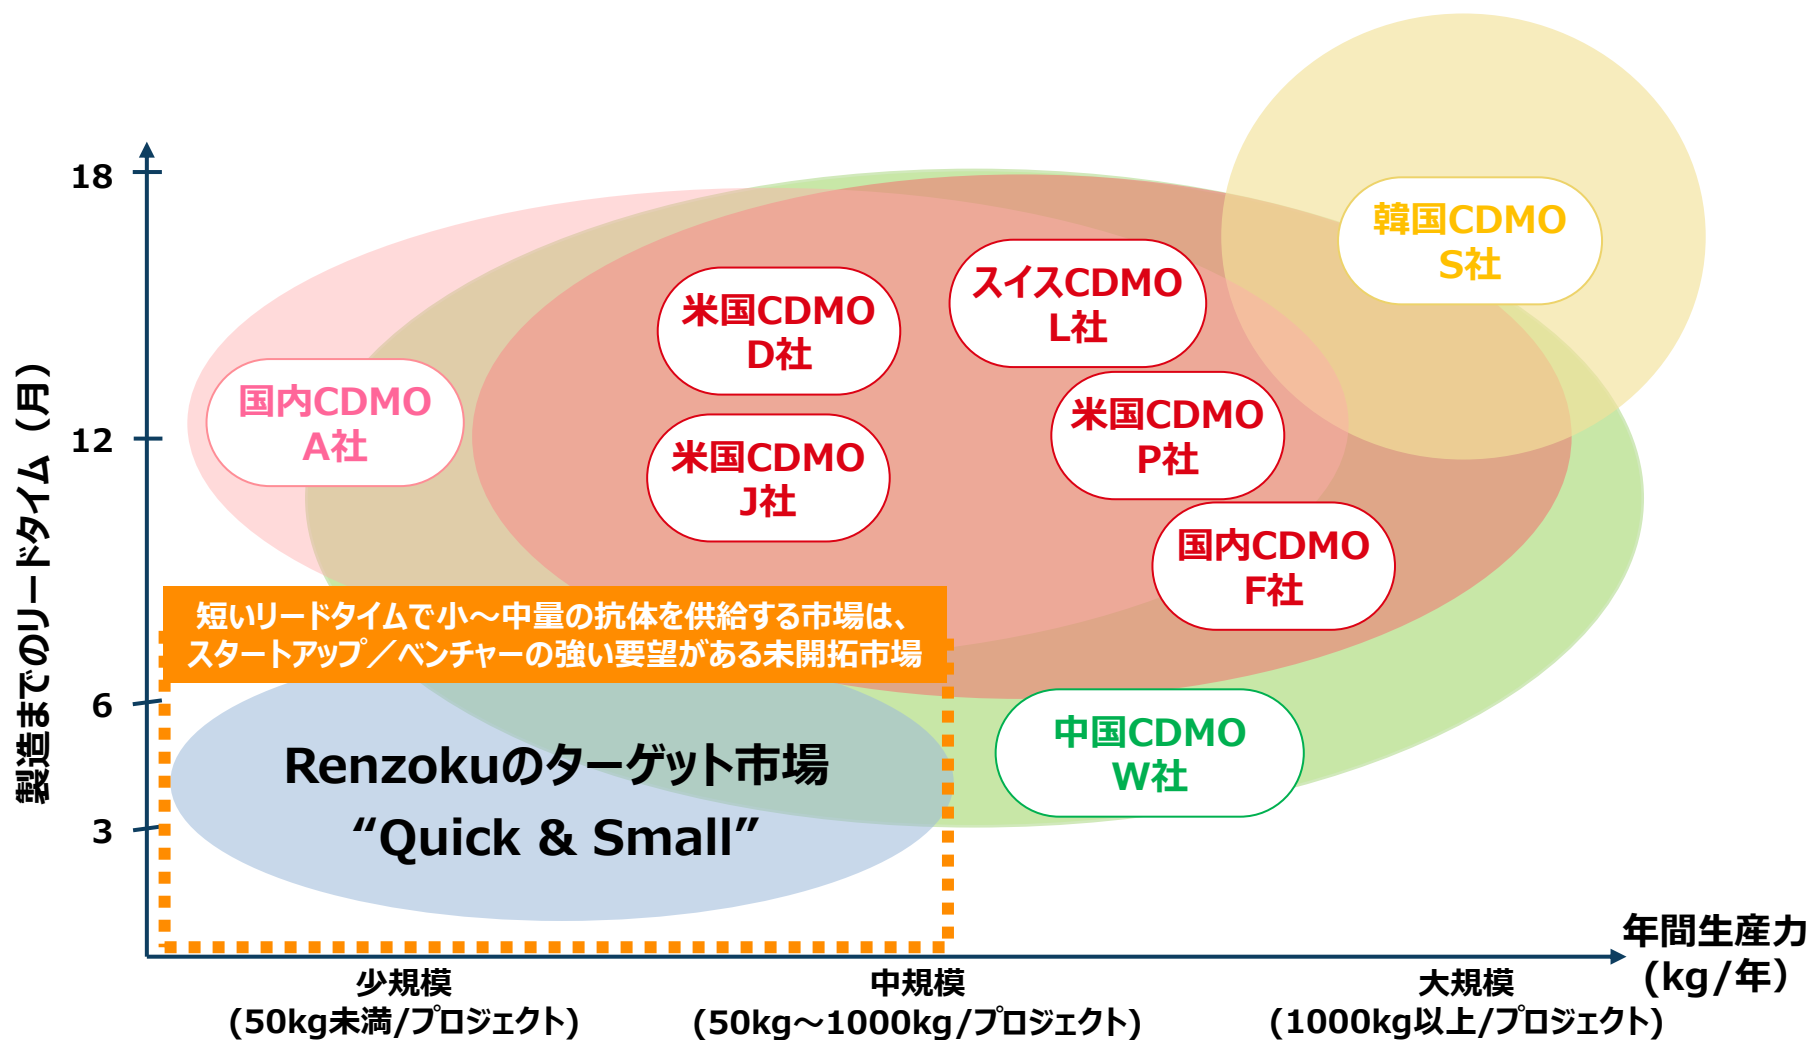 製造までのリードタイム（月）
18
12
6
3
韓国CDMO
S社
スイスCDMO
L社
米国CDMO
D社
国内CDMO
A社
米国CDMO
P社
米国CDMO
J社
国内CDMO
F社
短いリードタイムで小～中量の抗体を供給する市場は、
スタートアップ／ベンチャーの強い要望がある未開拓市場
中国CDMO
W社
Renzokuのターゲット市場
“Quick & Small”
年間生産力
(kg/年）
少規模
(50kg未満/プロジェクト)
中規模
(50kg～1000kg/プロジェクト)
大規模
(1000kg以上/プロジェクト)